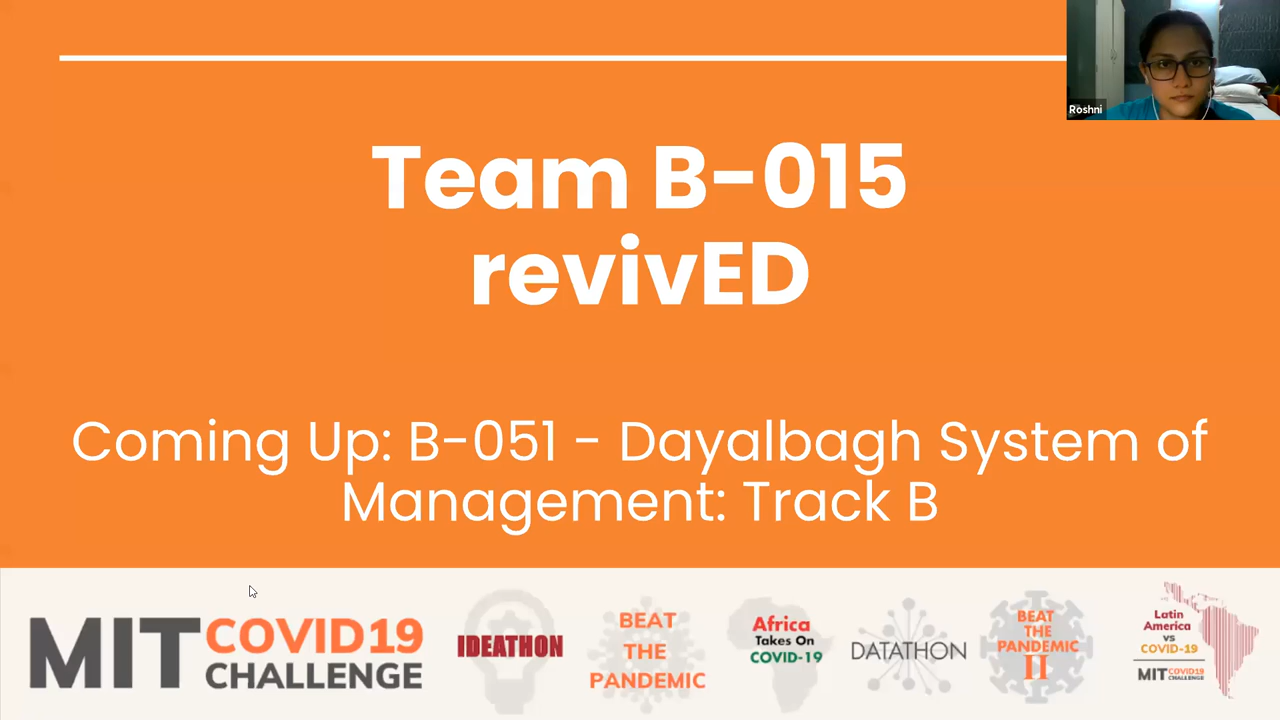 Roshni
Team B-015
revivED
Coming Up: B-051 - Dayalbagh System of
Management: Track B
MIT COVID19
CHALLENGE
IDEATHON
BEAT
THE
PANDEMIC
Africa
Takes On
COVID-19
DATATHON
BEAT
THE
PANDEMIC
II
Latin
America
vs
COVID-19
MIT COVID19
CHALLENGE